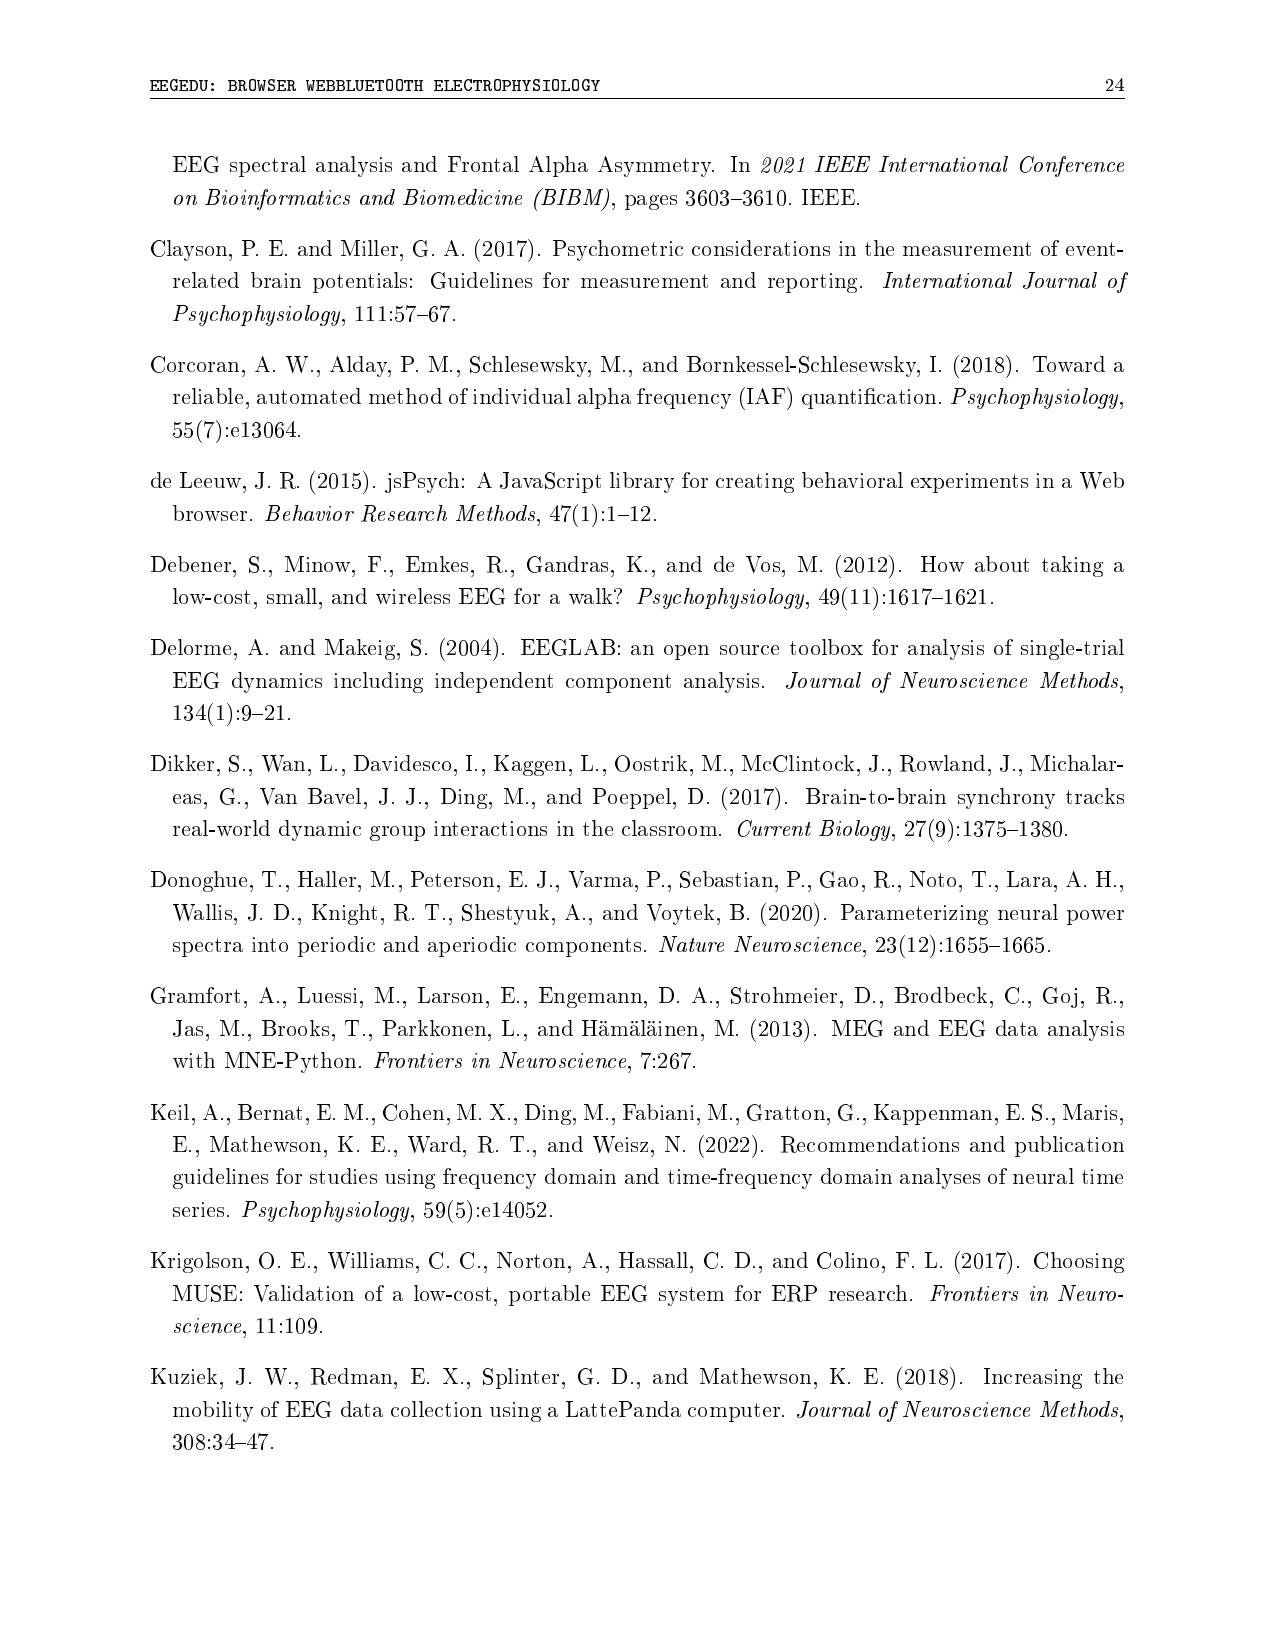 EEGEDU: BROWSER WEBBLUETOOTH ELECTROPHYSIOLOGY 24
EEG spectral analysis and Frontal Alpha Asymmetry. In 2021 IEEE International Conference
on Bioinformatics and Biomedicine (BIBM), pages 3603–3610. IEEE.
Clayson, P. E. and Miller, G. A. (2017). Psychometric considerations in the measurement of event-
related brain potentials: Guidelines for measurement and reporting. International Journal of
Psychophysiology, 111:57–67.
Corcoran, A. W., Alday, P. M., Schlesewsky, M., and Bornkessel-Schlesewsky, I. (2018). Toward a
reliable, automated method of individual alpha frequency (IAF) quantification. Psychophysiology,
55(7):e13064.
de Leeuw, J. R. (2015). jsPsych: A JavaScript library for creating behavioral experiments in a Web
browser. Behavior Research Methods, 47(1):1–12.
Debener, S., Minow, F., Emkes, R., Gandras, K., and de Vos, M. (2012). How about taking a
low-cost, small, and wireless EEG for a walk? Psychophysiology, 49(11):1617–1621.
Delorme, A. and Makeig, S. (2004). EEGLAB: an open source toolbox for analysis of single-trial
EEG dynamics including independent component analysis. Journal of Neuroscience Methods,
134(1):9–21.
Dikker, S., Wan, L., Davidesco, I., Kaggen, L., Oostrik, M., McClintock, J., Rowland, J., Michalar-
eas, G., Van Bavel, J. J., Ding, M., and Poeppel, D. (2017). Brain-to-brain synchrony tracks
real-world dynamic group interactions in the classroom. Current Biology, 27(9):1375–1380.
Donoghue, T., Haller, M., Peterson, E. J., Varma, P., Sebastian, P., Gao, R., Noto, T., Lara, A. H.,
Wallis, J. D., Knight, R. T., Shestyuk, A., and Voytek, B. (2020). Parameterizing neural power
spectra into periodic and aperiodic components. Nature Neuroscience, 23(12):1655–1665.
Gramfort, A., Luessi, M., Larson, E., Engemann, D. A., Strohmeier, D., Brodbeck, C., Goj, R.,
Jas, M., Brooks, T., Parkkonen, L., and Hämäläinen, M. (2013). MEG and EEG data analysis
with MNE-Python. Frontiers in Neuroscience, 7:267.
Keil, A., Bernat, E. M., Cohen, M. X., Ding, M., Fabiani, M., Gratton, G., Kappenman, E. S., Maris,
E., Mathewson, K. E., Ward, R. T., and Weisz, N. (2022). Recommendations and publication
guidelines for studies using frequency domain and time-frequency domain analyses of neural time
series. Psychophysiology, 59(5):e14052.
Krigolson, O. E., Williams, C. C., Norton, A., Hassall, C. D., and Colino, F. L. (2017). Choosing
MUSE: Validation of a low-cost, portable EEG system for ERP research. Frontiers in Neuro-
science, 11:109.
Kuziek, J. W., Redman, E. X., Splinter, G. D., and Mathewson, K. E. (2018). Increasing the
mobility of EEG data collection using a LattePanda computer. Journal of Neuroscience Methods,
308:34–47.